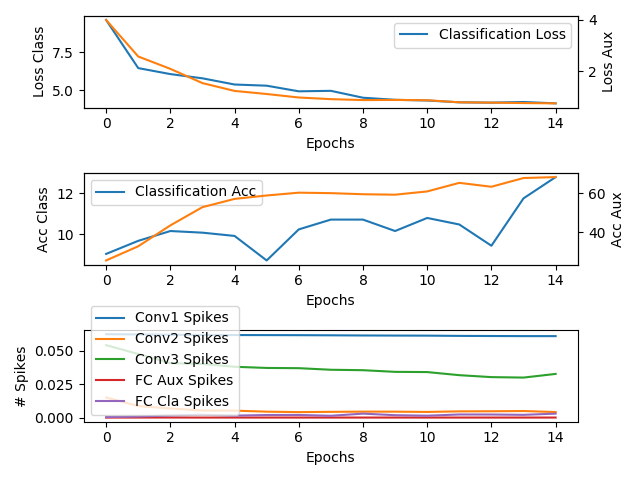 Loss Class
7.5
5.0
Classification Loss
4
2
Loss Aux
0 2 4 6 8 10 12 14
Epochs
Acc Class
12
10
Classification Acc
60
40
Acc Aux
0 2 4 6 8 10 12 14
Epochs
# Spikes
0.050
0.025
0.000
Conv1 Spikes
Conv2 Spikes
Conv3 Spikes
FC Aux Spikes
FC Cla Spikes
0 2 4 6 8 10 12 14
Epochs